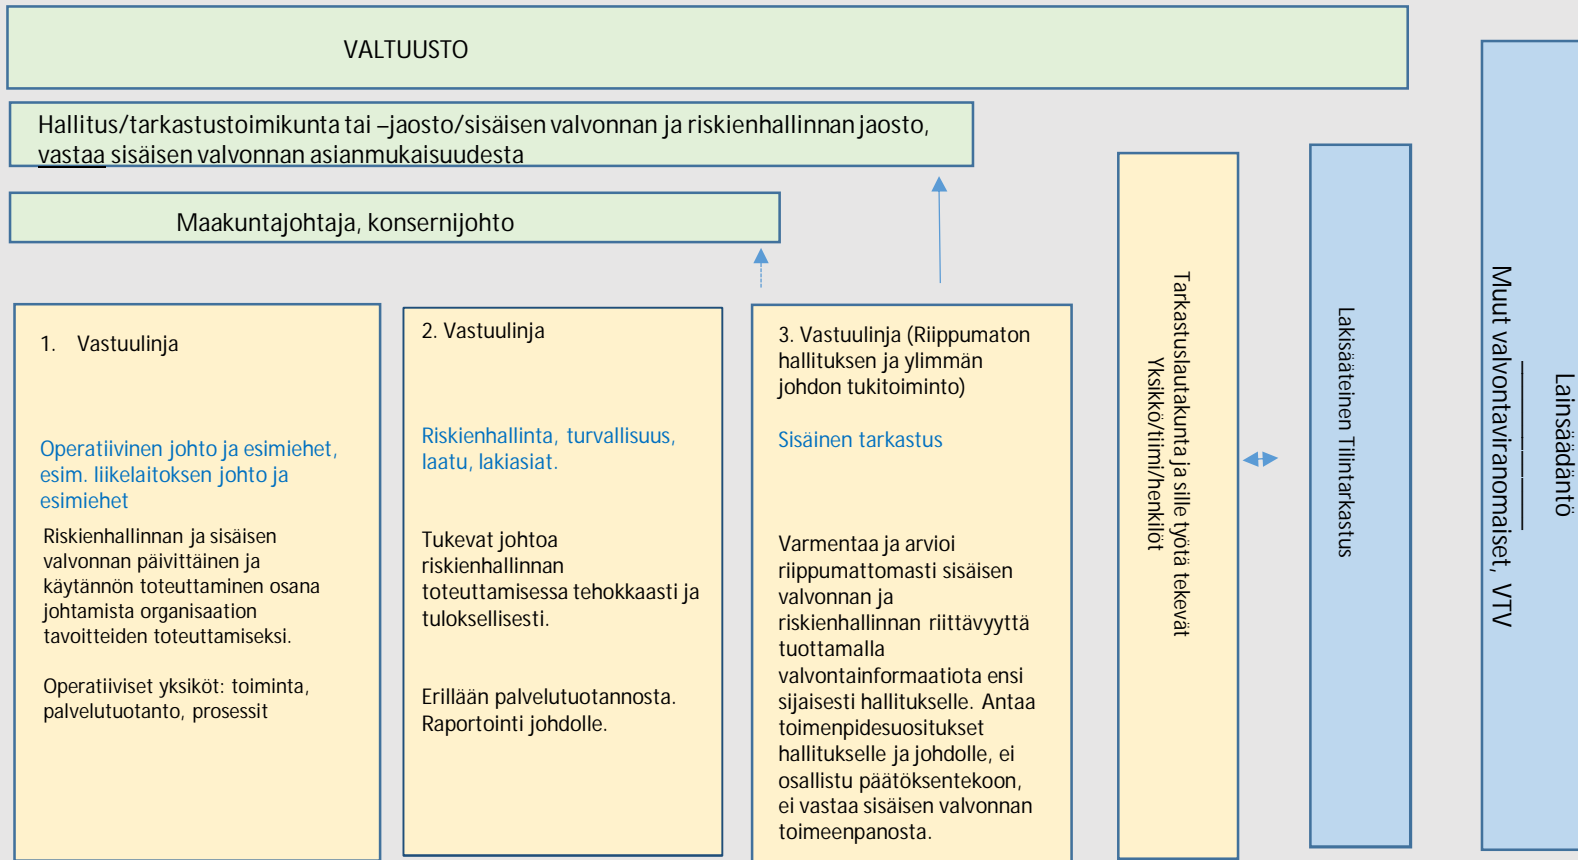 VALTUUSTO
Hallitus/tarkastustoimikunta tai –jaosto/sisäisen valvonnan ja riskienhallinnan jaosto,
vastaa sisäisen valvonnan asianmukaisuudesta
Maakuntajohtaja, konsernijohto
1. Vastuulinja
Operatiivinen johto ja esimiehet,
esim. liikelaitoksen johto ja
esimiehet
Riskienhallinnan ja sisäisen
valvonnan päivittäinen ja
käytännön toteuttaminen osana
johtamista organisaation
tavoitteiden toteuttamiseksi.
Operatiiviset yksiköt: toiminta,
palvelutuotanto, prosessit
2. Vastuulinja
Riskienhallinta, turvallisuus,
laatu, lakiasiat.
Tukevat johtoa
riskienhallinnan
toteuttamisessa tehokkaasti ja
tuloksellisesti.
Erillään palvelutuotannosta.
Raportointi johdolle.
3. Vastuulinja (Riippumaton
hallituksen ja ylimmän
johdon tukitoiminto)
Sisäinen tarkastus
Varmentaa ja arvioi
riippumattomasti sisäisen
valvonnan ja
riskienhallinnan riittävyyttä
tuottamalla
valvontainformaatiota ensi
sijaisesti hallitukselle. Antaa
toimenpidesuositukset
hallitukselle ja johdolle, ei
osallistu päätöksentekoon,
ei vastaa sisäisen valvonnan
toimeenpanosta.
Tarkastuslautakunta ja sille työtä tekevät
Yksikkö/tiimi/henkilöt
Lakisääteinen Tilintarkastus
Lainsäädäntö
Muut valvontaviranomaiset, VTV